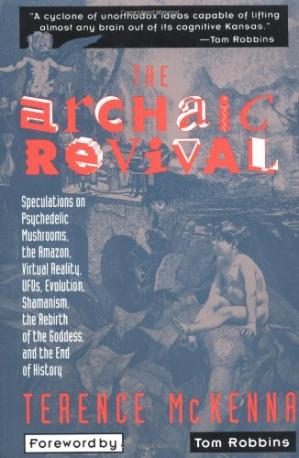 "A cyclone of unorthodox ideas capable of lifting
almost any brain out of its cognitive Kansas."
—Tom Robbins
THE
archaic
Revival
Speculations on
Psychedelic
Mushrooms,
the Amazon,
Virtual Reality,
UFOs, Evolution,
Shamanism,
the Rebirth
of the Goddess,
and the End
of History
TERENCE McKENNA
Foreword by
Tom Robbins